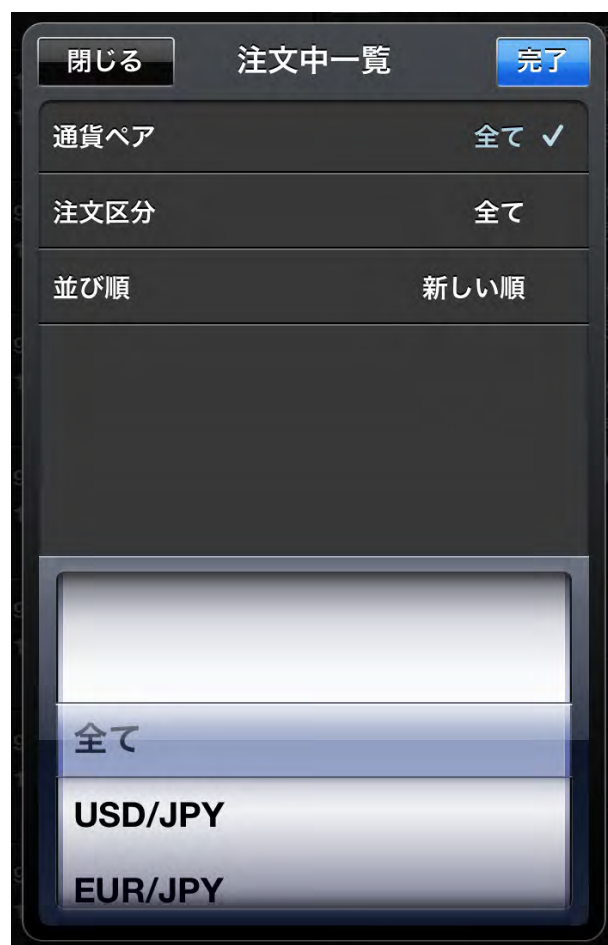 閉じる 注文中一覧 完了
通貨ペア 全て ✓
注文区分 全て
並び順 新しい順
全て
USD/JPY
EUR/JPY